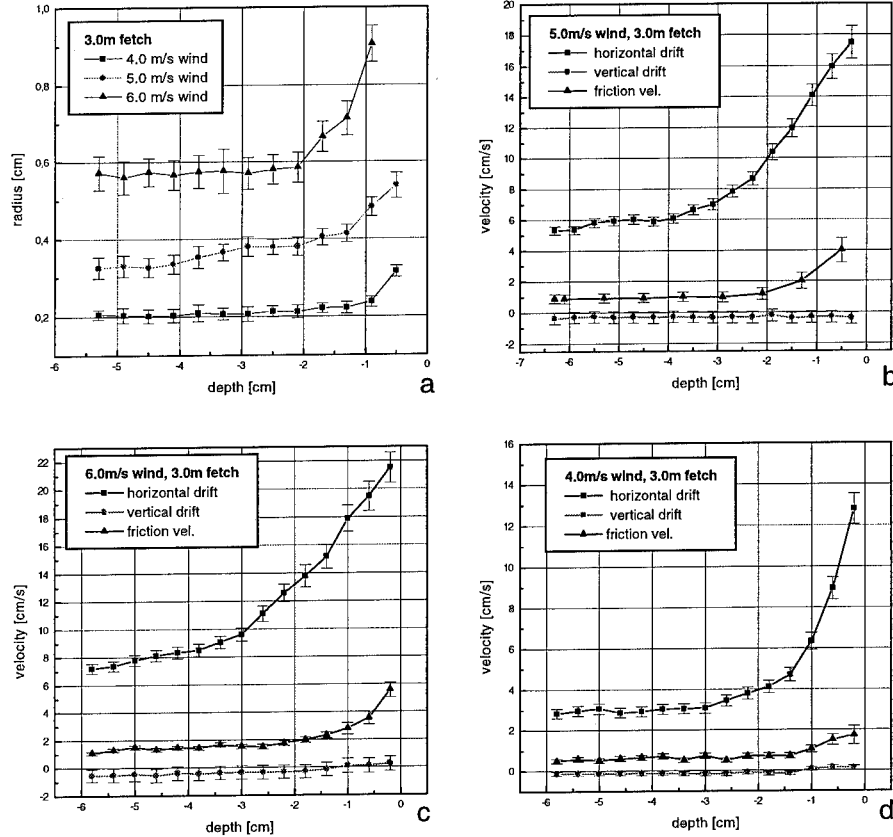 3.0m fetch
4.0 m/s wind
5.0 m/s wind
6.0 m/s wind
1,0
0,8
0,6
0,4
0,2
radius [cm]
-6 -5 -4 -3 -2 -1 0
depth [cm]
a
5.0m/s wind, 3.0m fetch
horizontal drift
vertical drift
friction vel.
20
18
16
14
12
10
8
6
4
2
0
-2
velocity [cm/s]
-7 -6 -5 -4 -3 -2 -1 0
depth [cm]
b
6.0m/s wind, 3.0m fetch
horizontal drift
vertical drift
friction vel.
22
20
18
16
14
12
10
8
6
4
2
0
-2
velocity [cm/s]
-6 -5 -4 -3 -2 -1 0
depth [cm]
c
4.0m/s wind, 3.0m fetch
horizontal drift
vertical drift
friction vel.
16
14
12
10
8
6
4
2
0
velocity [cm/s]
-6 -5 -4 -3 -2 -1 0
depth [cm]
d